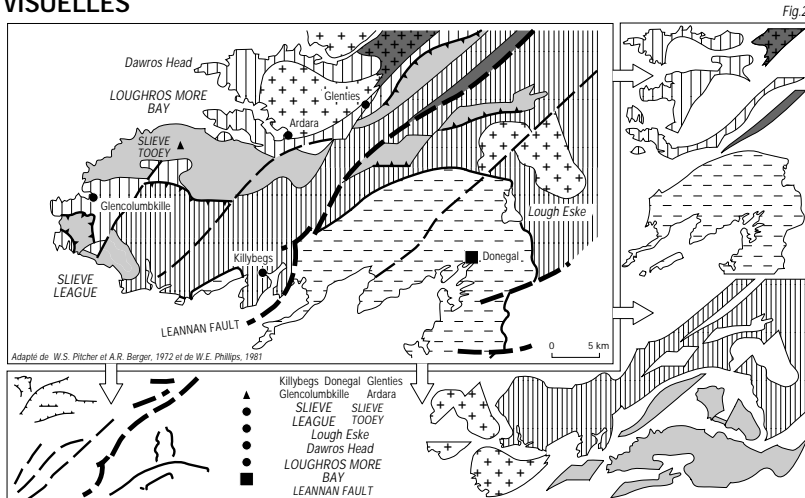 VISUELLES
Fig.2
Dawros Head
LOUGHROS MORE
BAY
Glenties
Ardara
SLIEVE
TOOEY
Glencolumbkille
Lough Eske
Killybegs
Donegal
SLIEVE
LEAGUE
LEANNAN FAULT
0 5 km
Adapté de W.S. Pitcher et A.R. Berger, 1972 et de W.E. Phillips, 1981
Killybegs Donegal Glenties
Glencolumbkille Ardara
SLIEVE SLIEVE
LEAGUE TOOEY
Lough Eske
Dawros Head
LOUGHROS MORE
BAY
LEANNAN FAULT